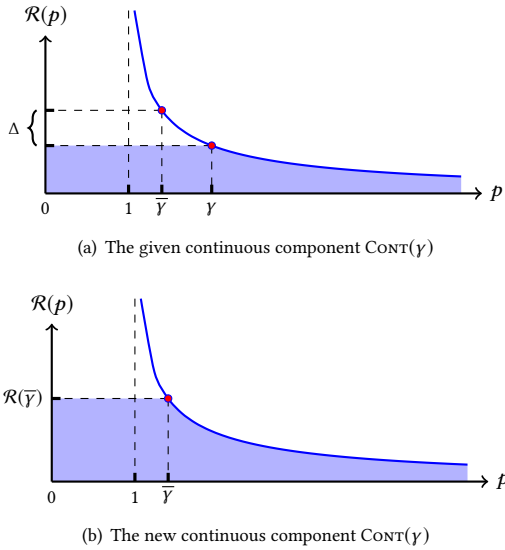 ℛ(p)
Δ {
0 1 γ̅ γ p
(a) The given continuous component Cont(γ)
ℛ(p)
ℛ(γ̅)
0 1 γ̅ p
(b) The new continuous component Cont(γ)